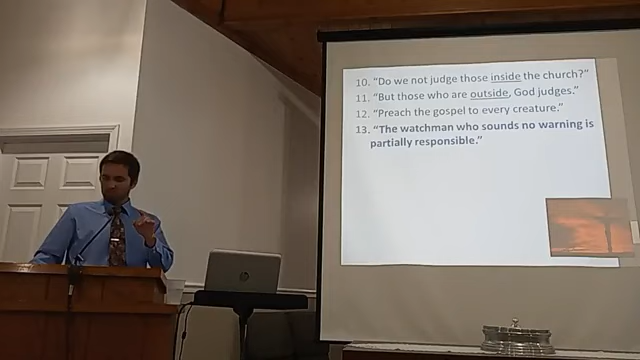 10. “Do we not judge those inside the church?”
11. “But those who are outside, God judges.”
12. “Preach the gospel to every creature.”
13. “The watchman who sounds no warning is
partially responsible.”
hp